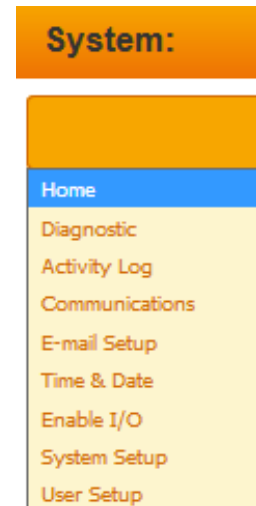 System:
Home
Diagnostic
Activity Log
Communications
E-mail Setup
Time & Date
Enable I/O
System Setup
User Setup